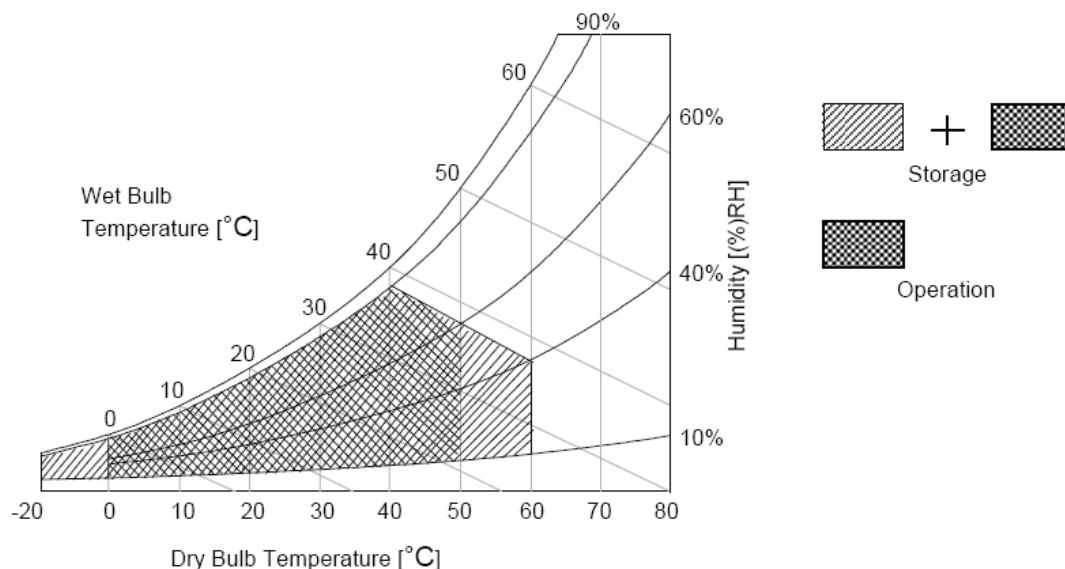 90%
60
60%
Storage
50
Wet Bulb
Temperature [°C]
40
40%
Humidity [(%)RH]
Operation
30
20
10
0
10%
-20 0 10 20 30 40 50 60 70 80
Dry Bulb Temperature [°C]